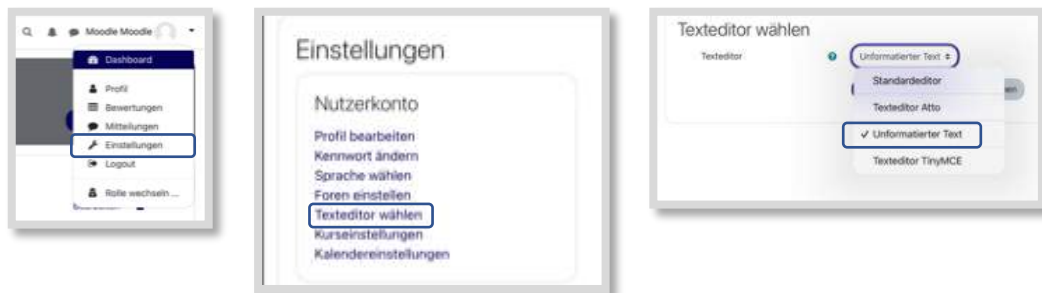 Moodle Moodle
Dashboard
Profil
Bewertungen
Mitteilungen
Einstellungen
Logout
Rolle wechseln ...
Einstellungen
Nutzerkonto
Profil bearbeiten
Kennwort ändern
Sprache wählen
Foren einstellen
Texteditor wählen
Kurseinstellungen
Kalendereinstellungen
Texteditor wählen
Texteditor
Unformatierter Text
Standardeditor
Texteditor Atto
✓ Unformatierter Text
Texteditor TinyMCE